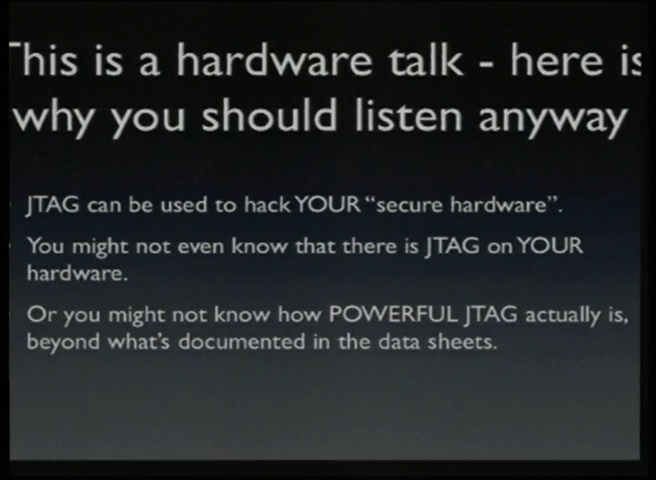 This is a hardware talk - here is
why you should listen anyway
JTAG can be used to hack YOUR “secure hardware”.
You might not even know that there is JTAG on YOUR
hardware.
Or you might not know how POWERFUL JTAG actually is,
beyond what’s documented in the data sheets.